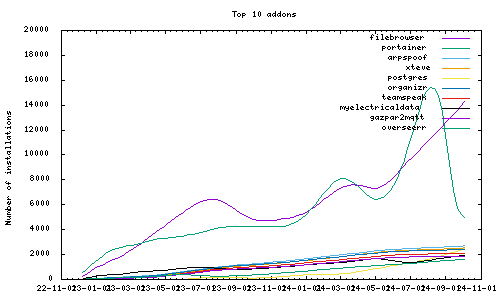 Top 10 addons
20000
18000
16000
14000
12000
10000
8000
6000
4000
2000
0
Number of installations
filebrowser
portainer
arpspoof
xteve
postgres
organizr
teamspeak
myelectricaldata
gazpar2mqtt
overseerr